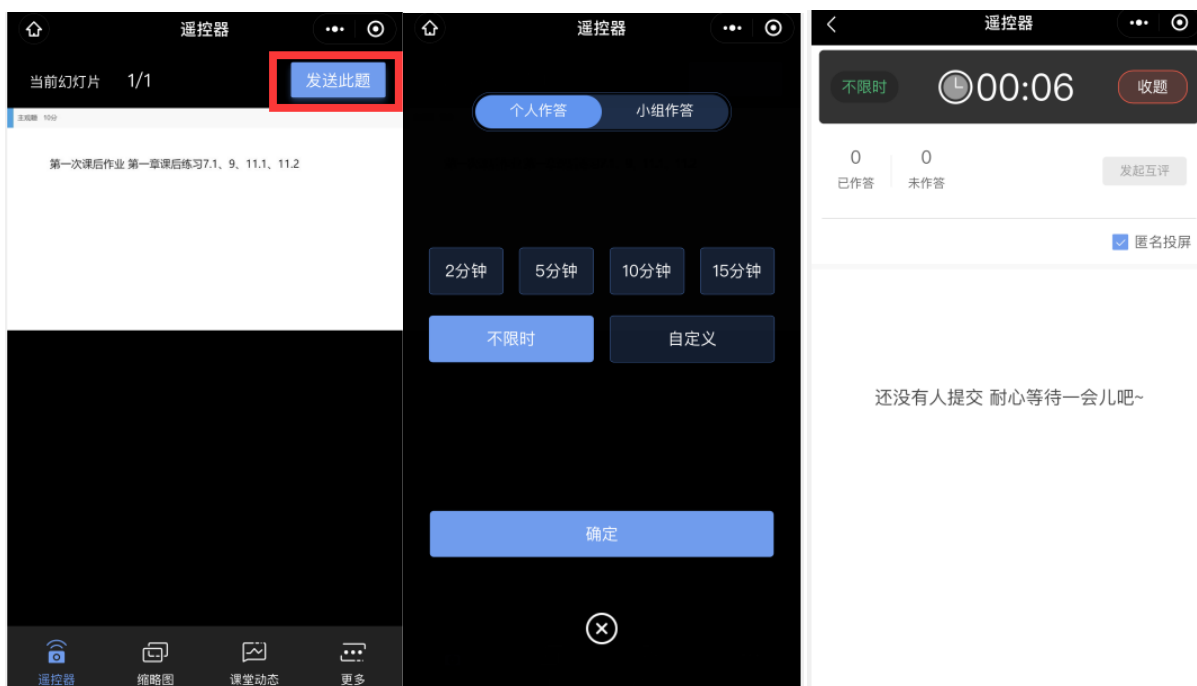 遥控器
当前幻灯片 1/1
发送此题
主观题 10分
第一次课后作业 第一章课后练习7.1、9、11.1、11.2
遥控器
缩略图
课堂动态
更多
遥控器
个人作答
小组作答
2分钟
5分钟
10分钟
15分钟
不限时
自定义
确定
遥控器
不限时
00:06
收题
0
已作答
0
未作答
发起互评
匿名投屏
还没有人提交 耐心等待一会儿吧~